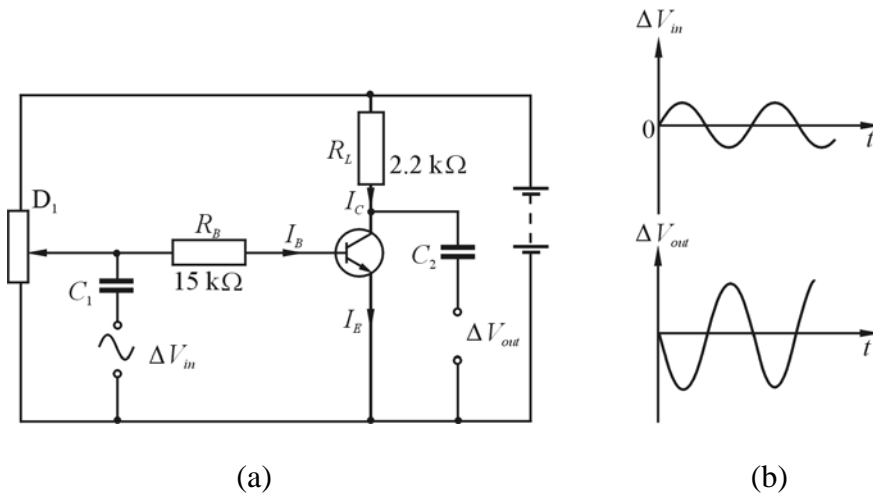 ΔV_in
0
t
R_L
2.2 kΩ
D_1
I_C
R_B
I_B
C_1
15 kΩ
C_2
I_E
ΔV_in
ΔV_out
ΔV_out
t
(a)
(b)